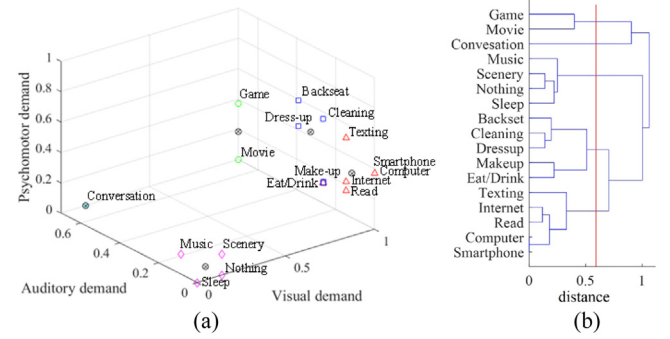 (a)
Psychomotor demand
1
0.8
0.6
0.4
0.2
0
0.6
0.4
0.2
0
0
0.5
1
Auditory demand
Visual demand
Game
Backseat
Cleaning
Dress-up
Texting
Movie
Smartphone
Make-up
Computer
Eat/Drink
Internet
Read
Conversation
Music
Scenery
Nothing
Sleep
(b)
Game
Movie
Convesation
Music
Scenery
Nothing
Sleep
Backset
Cleaning
Dressup
Makeup
Eat/Drink
Texting
Internet
Read
Computer
Smartphone
0
0.5
1
distance